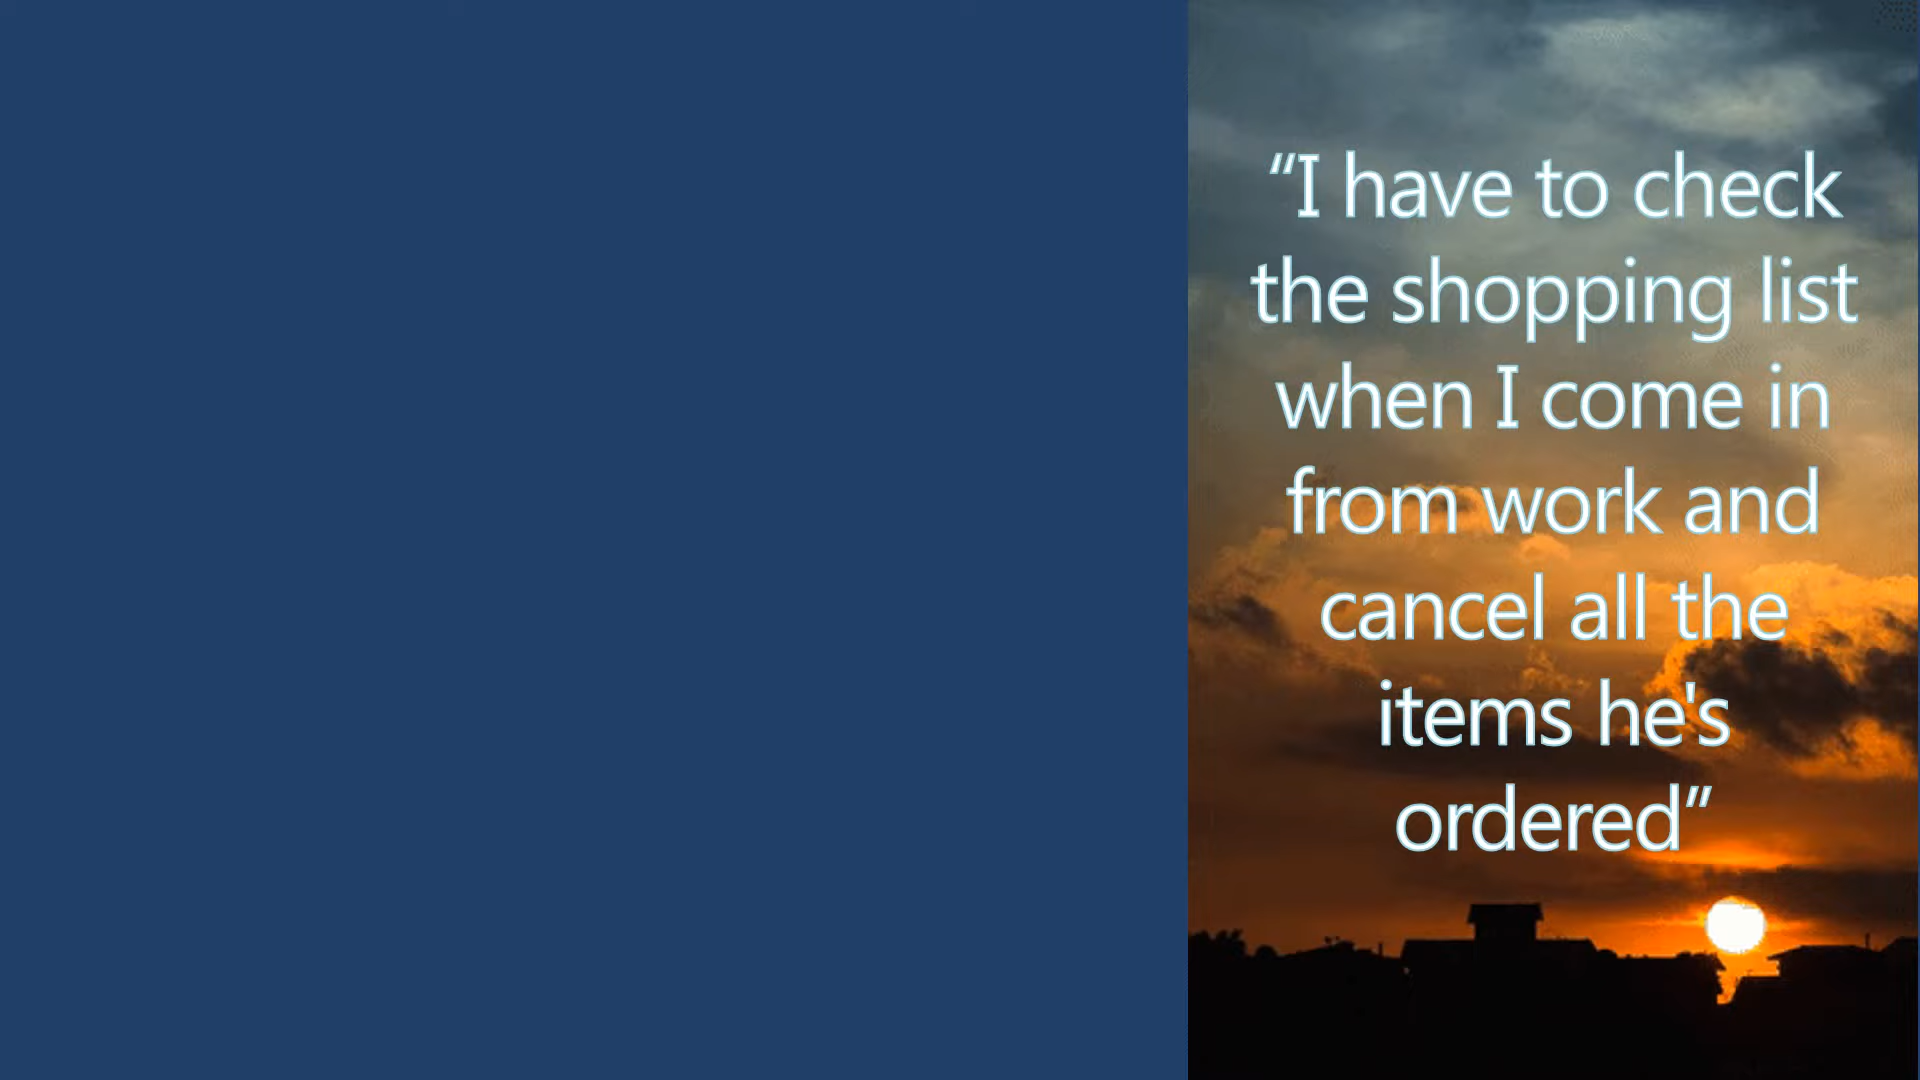 “I have to check
the shopping list
when I come in
from work and
cancel all the
items he's
ordered”